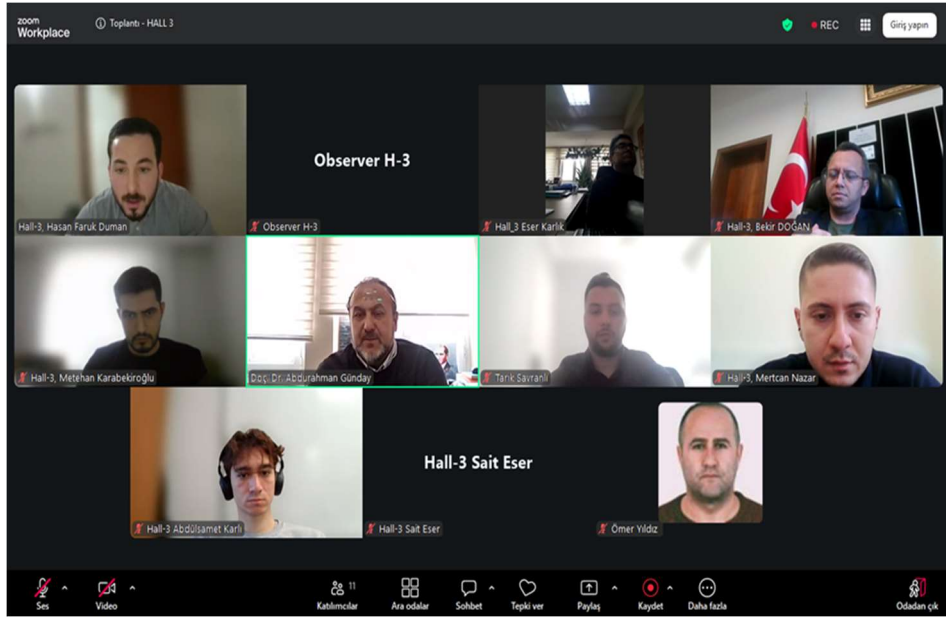 zoom
Workplace
Toplantı - HALL 3
REC
Giriş yapın
Observer H-3
Hall-3, Hasan Faruk Duman
Observer H-3
Hall_3 Eser Karlık
Hall-3, Bekir DOĞAN
Hall-3, Metehan Karabekiroğlu
Doç. Dr. Abdurahman Günday
Tarık Savranlı
Hall-3, Mertcan Nazar
Hall-3 Sait Eser
Hall-3 Abdülsamet Karlı
Hall-3 Sait Eser
Ömer Yıldız
Ses
Video
11
Katılımcılar
Ara odalar
Sohbet
Tepki ver
Paylaş
Kaydet
Daha fazla
Odadan çık